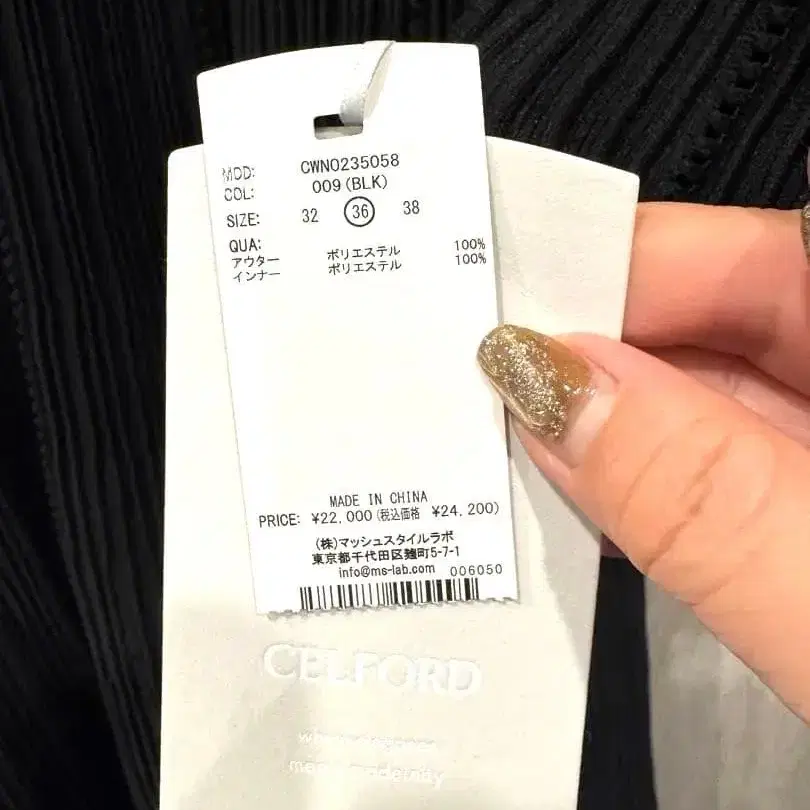 MOD: CWNO235058
COL: 009 (BLK)
SIZE: 32 36 38
QUA:
アウター ポリエステル 100%
インナー ポリエステル 100%
MADE IN CHINA
PRICE: ¥22,000 (税込価格 ¥24,200)
(株)マッシュスタイルラボ
東京都千代田区麹町5-7-1
info@ms-lab.com 006050
CELFORD